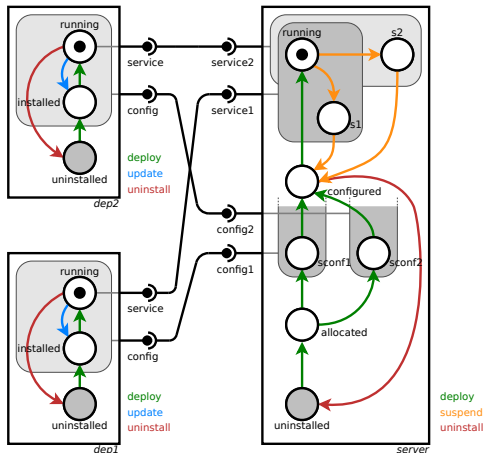 running
installed
uninstalled
deploy
update
uninstall
dep2
service
config
service2
service1
config2
config1
running
s2
s1
configured
sconf1
sconf2
allocated
uninstalled
deploy
suspend
uninstall
server
running
installed
uninstalled
deploy
update
uninstall
dep1
service
config